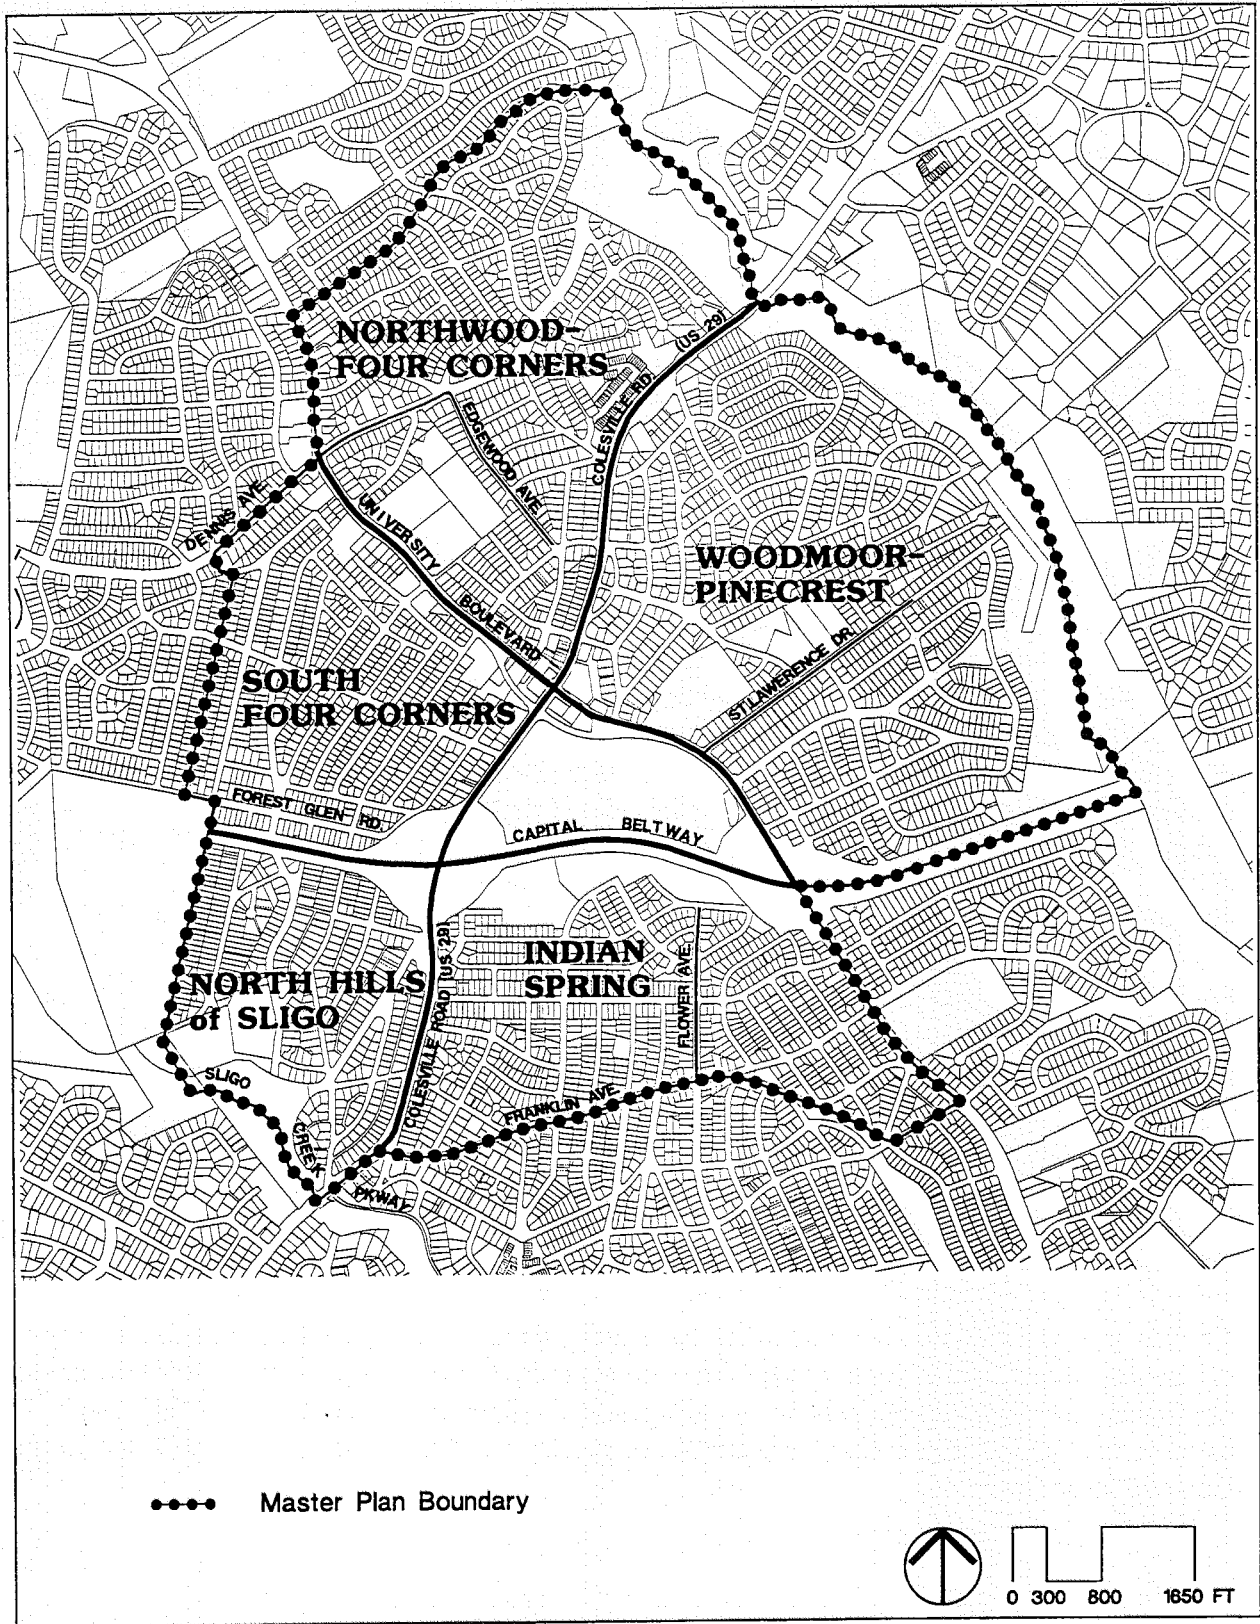 NORTHWOOD-
FOUR CORNERS
(US 29)
COLESVILLE RD.
EDGEWOOD AVE.
DENNIS AVE.
UNIVERSITY
BOULEVARD
WOODMOOR-
PINECREST
ST. LAWERENCE DR.
SOUTH
FOUR CORNERS
FOREST GLEN RD.
CAPITAL BELTWAY
INDIAN
SPRING
NORTH HILLS
of SLIGO
COLESVILLE ROAD (US 29)
FLOWER AVE.
SLIGO
CREEK
PKWAY
FRANKLIN AVE.
Master Plan Boundary
0 300 800 1650 FT